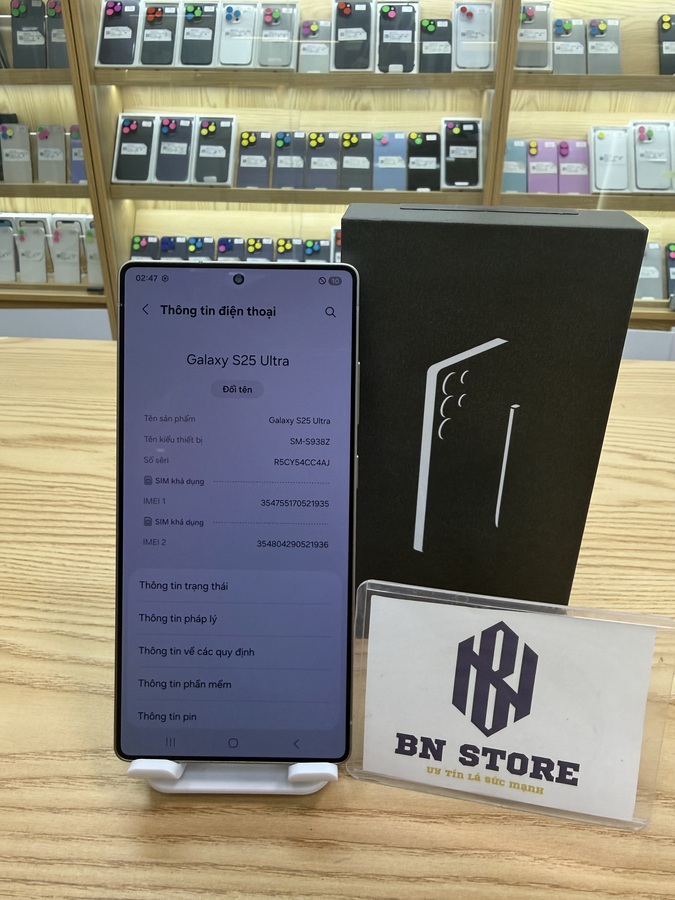 02:47
10
Thông tin điện thoại
Galaxy S25 Ultra
Đổi tên
Tên sản phẩm Galaxy S25 Ultra
Tên kiểu thiết bị SM-S938Z
Số sêri R5CY54CC4AJ
SIM khả dụng
IMEI 1 354755170521935
SIM khả dụng
IMEI 2 354804290521936
Thông tin trạng thái
Thông tin pháp lý
Thông tin về các quy định
Thông tin phần mềm
Thông tin pin
BN STORE
UY TÍN LÀ SỨC MẠNH